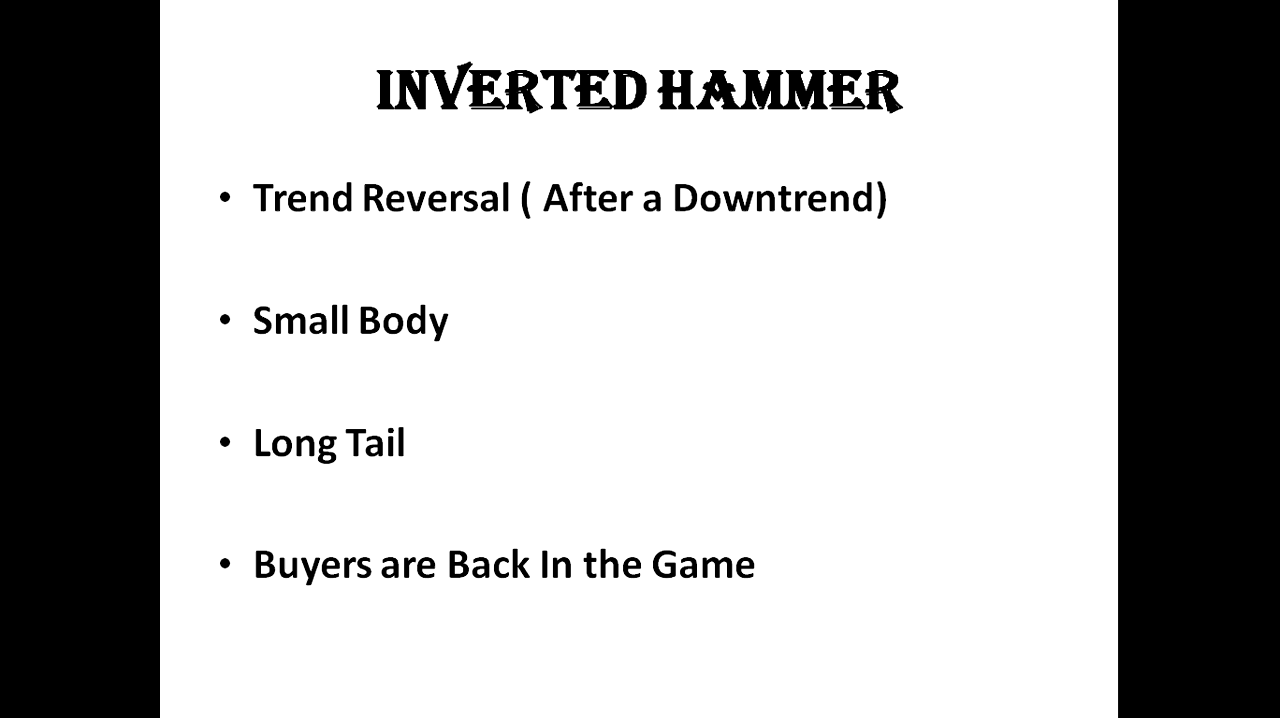 INVERTED HAMMER
• Trend Reversal ( After a Downtrend)
• Small Body
• Long Tail
• Buyers are Back In the Game